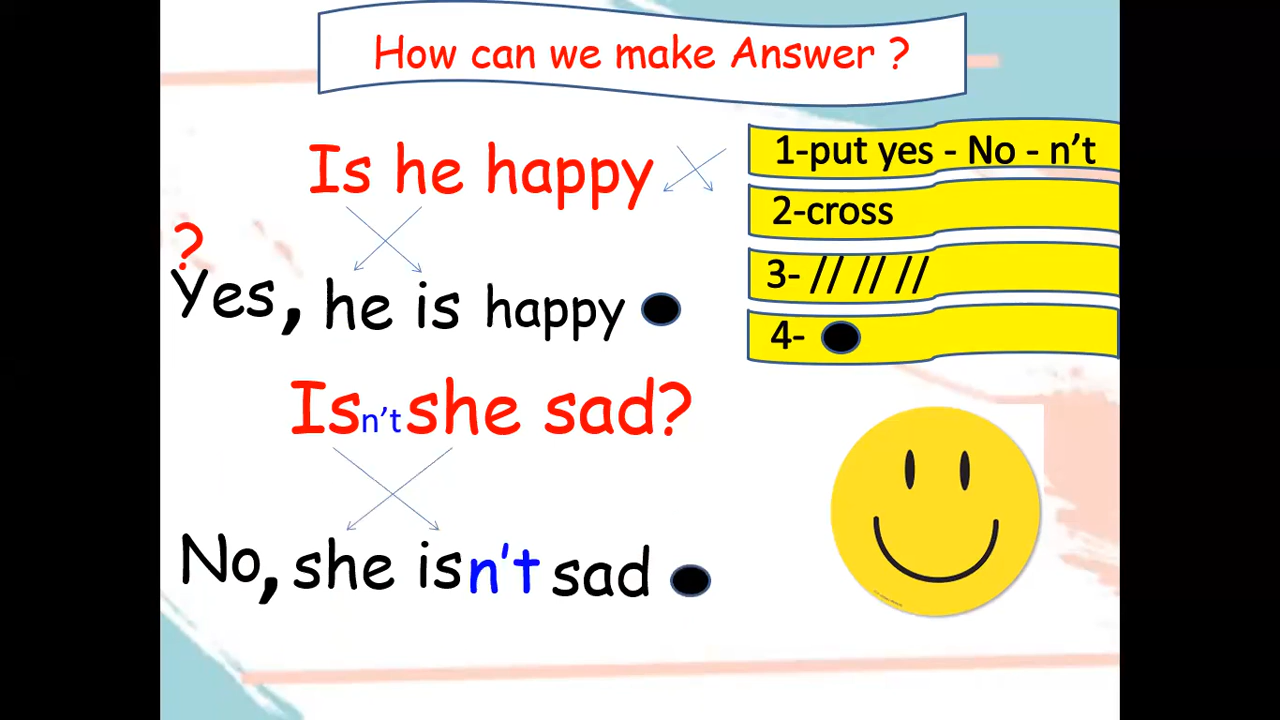 How can we make Answer ?
Is he happy
?
Yes, he is happy
Isn't she sad?
No, she isn't sad
1-put yes - No - n't
2-cross
3- // // //
4-